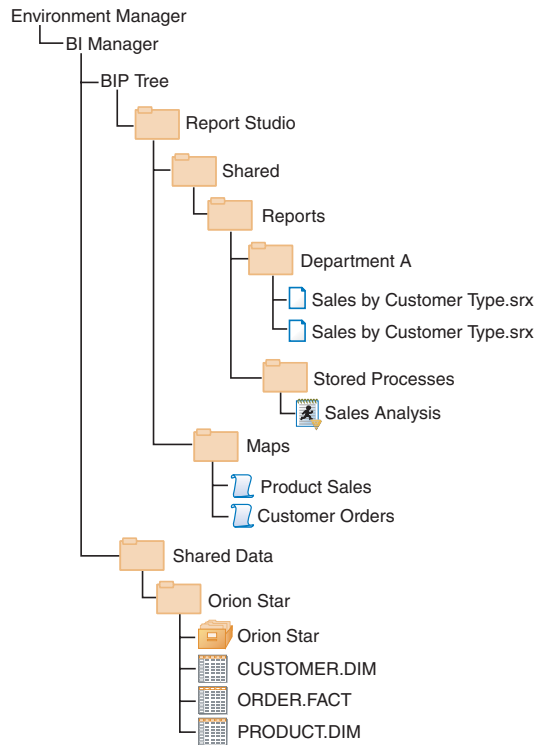 Environment Manager
BI Manager
BIP Tree
Report Studio
Shared
Reports
Department A
Sales by Customer Type.srx
Sales by Customer Type.srx
Stored Processes
Sales Analysis
Maps
Product Sales
Customer Orders
Shared Data
Orion Star
Orion Star
CUSTOMER.DIM
ORDER.FACT
PRODUCT.DIM